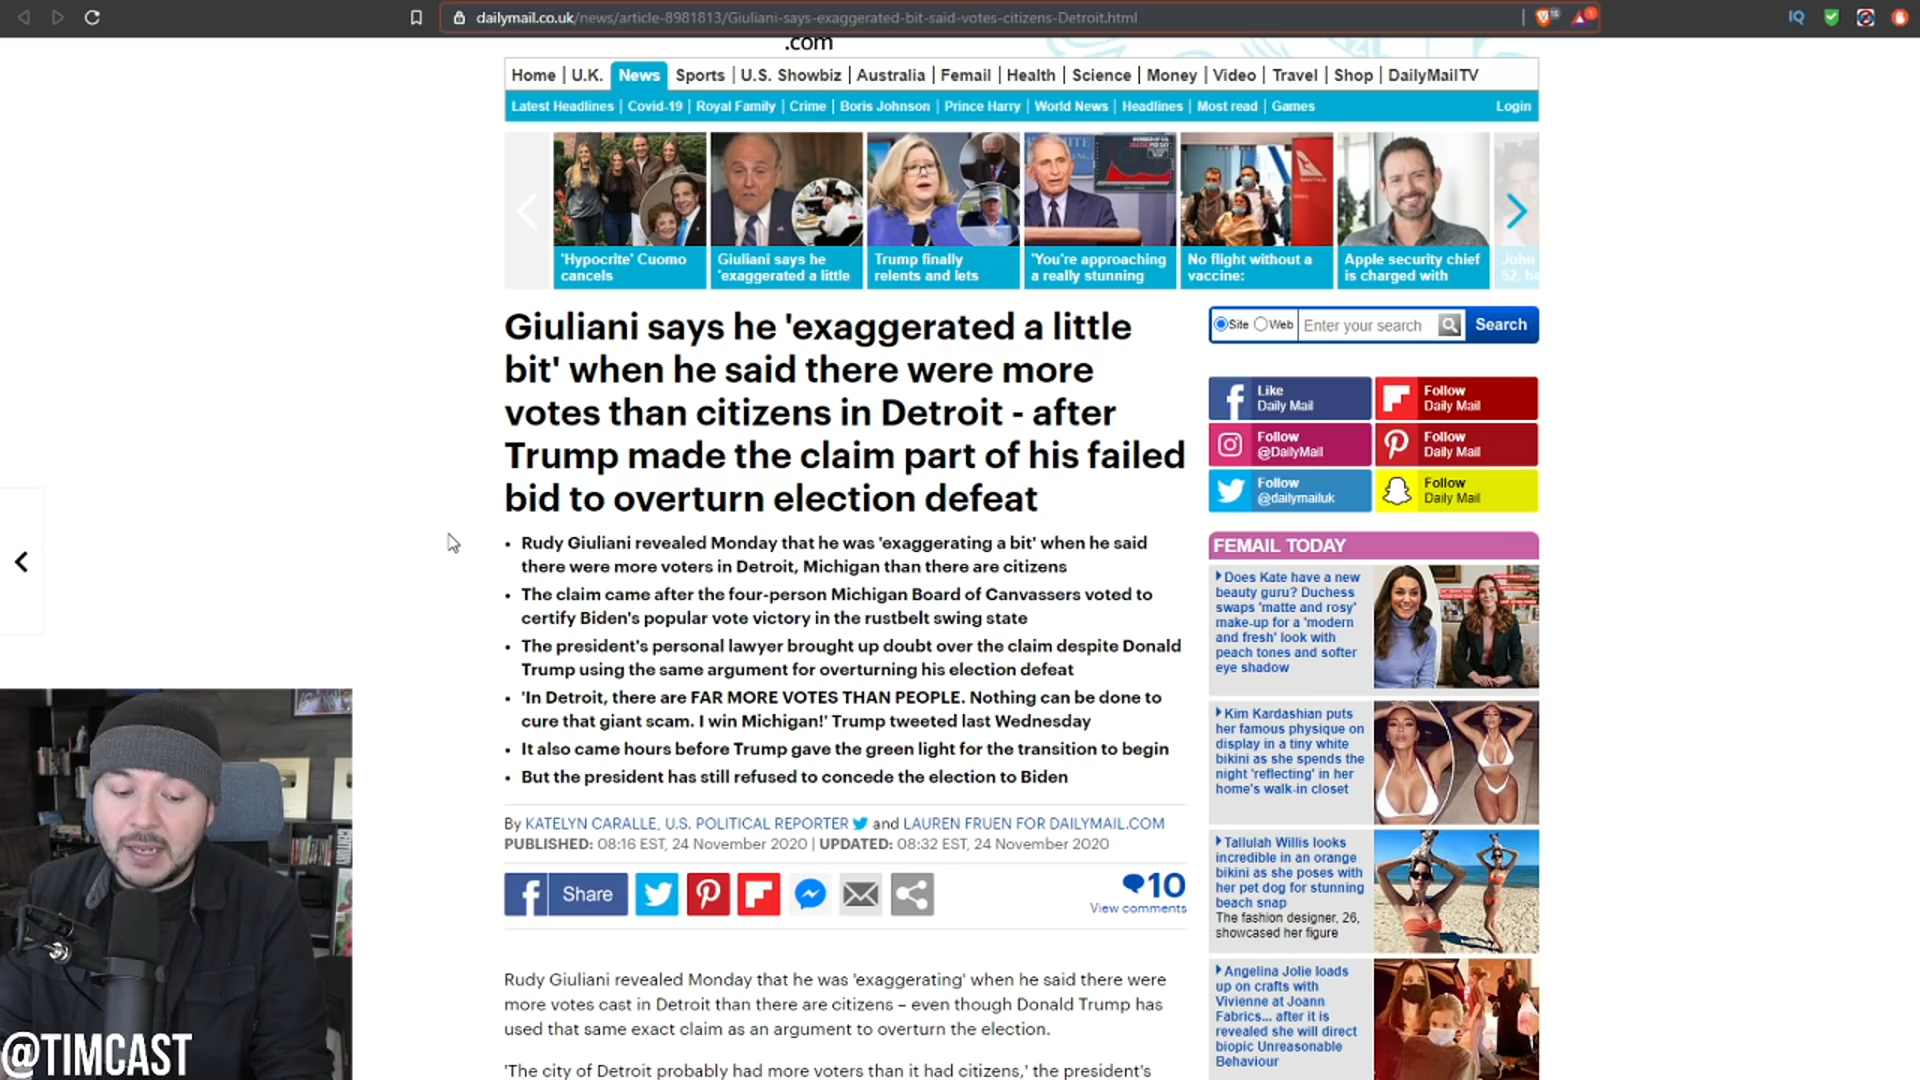 dailymail.co.uk/news/article-8981813/Giuliani-says-exaggerated-bit-said-votes-citizens-Detroit.html
.com
Home | U.K. News Sports | U.S. Showbiz | Australia | Femail | Health | Science | Money | Video | Travel | Shop | DailyMailTV
Latest Headlines | Covid-19 | Royal Family | Crime | Boris Johnson | Prince Harry | World News | Headlines | Most read | Games Login
'Hypocrite' Cuomo
cancels
Giuliani says he
'exaggerated a little
Trump finally
relents and lets
'You're approaching
a really stunning
No flight without a
vaccine:
Apple security chief
is charged with
John
52, h
Giuliani says he 'exaggerated a little
bit' when he said there were more
votes than citizens in Detroit - after
Trump made the claim part of his failed
bid to overturn election defeat
• Rudy Giuliani revealed Monday that he was 'exaggerating a bit' when he said
there were more voters in Detroit, Michigan than there are citizens
• The claim came after the four-person Michigan Board of Canvassers voted to
certify Biden's popular vote victory in the rustbelt swing state
• The president's personal lawyer brought up doubt over the claim despite Donald
Trump using the same argument for overturning his election defeat
• 'In Detroit, there are FAR MORE VOTES THAN PEOPLE. Nothing can be done to
cure that giant scam. I win Michigan!' Trump tweeted last Wednesday
• It also came hours before Trump gave the green light for the transition to begin
• But the president has still refused to concede the election to Biden
By KATELYN CARALLE, U.S. POLITICAL REPORTER and LAUREN FRUEN FOR DAILYMAIL.COM
PUBLISHED: 08:16 EST, 24 November 2020 | UPDATED: 08:32 EST, 24 November 2020
Share
10
View comments
Rudy Giuliani revealed Monday that he was 'exaggerating' when he said there were
more votes cast in Detroit than there are citizens – even though Donald Trump has
used that same exact claim as an argument to overturn the election.
'The city of Detroit probably had more voters than it had citizens,' the president's
Site Web Enter your search Search
Like
Daily Mail
Follow
Daily Mail
Follow
@DailyMail
Follow
Daily Mail
Follow
@dailymailuk
Follow
Daily Mail
FEMAIL TODAY
Does Kate have a new
beauty guru? Duchess
swaps 'matte and rosy'
make-up for a 'modern
and fresh' look with
peach tones and softer
eye shadow
Kim Kardashian puts
her famous physique on
display in a tiny white
bikini as she spends the
night 'reflecting' in her
home's walk-in closet
Tallulah Willis looks
incredible in an orange
bikini as she poses with
her pet dog for stunning
beach snap
The fashion designer, 26,
showcased her figure
Angelina Jolie loads
up on crafts with
Vivienne at Joann
Fabrics... after it is
revealed she will direct
biopic Unreasonable
Behaviour
IQ
@TIMCAST